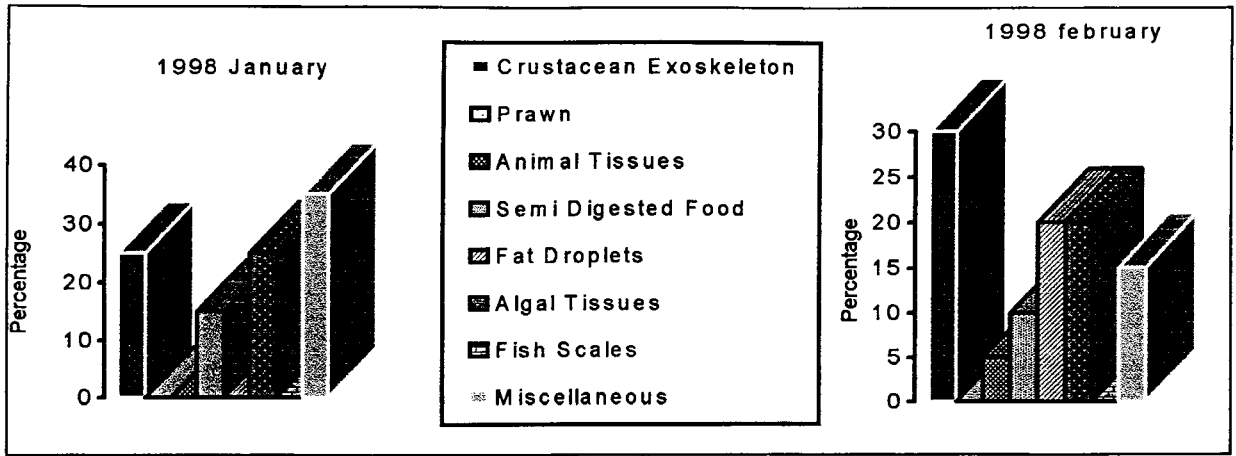 1998 January
Percentage
40
30
20
10
0
Crustacean Exoskeleton
Prawn
Animal Tissues
Semi Digested Food
Fat Droplets
Algal Tissues
Fish Scales
Miscellaneous
1998 february
Percentage
30
25
20
15
10
5
0